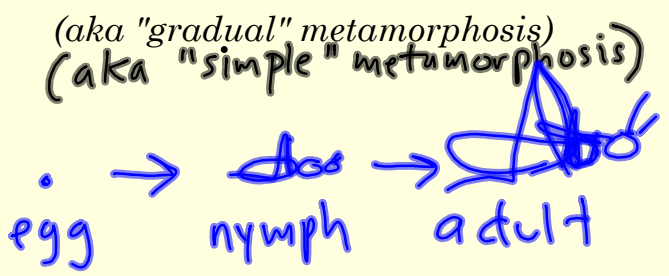 (aka "gradual" metamorphosis)
(aka "simple" metamorphosis)
egg → nymph → adult